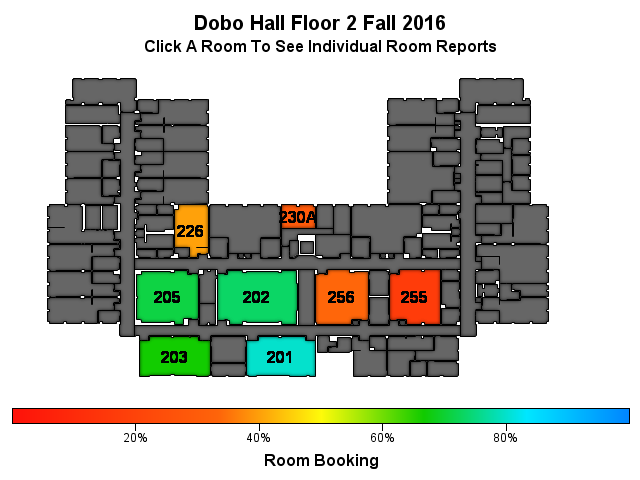 Dobo Hall Floor 2 Fall 2016
Click A Room To See Individual Room Reports
230A
226
205
202
256
255
203
201
20%
40%
60%
80%
Room Booking